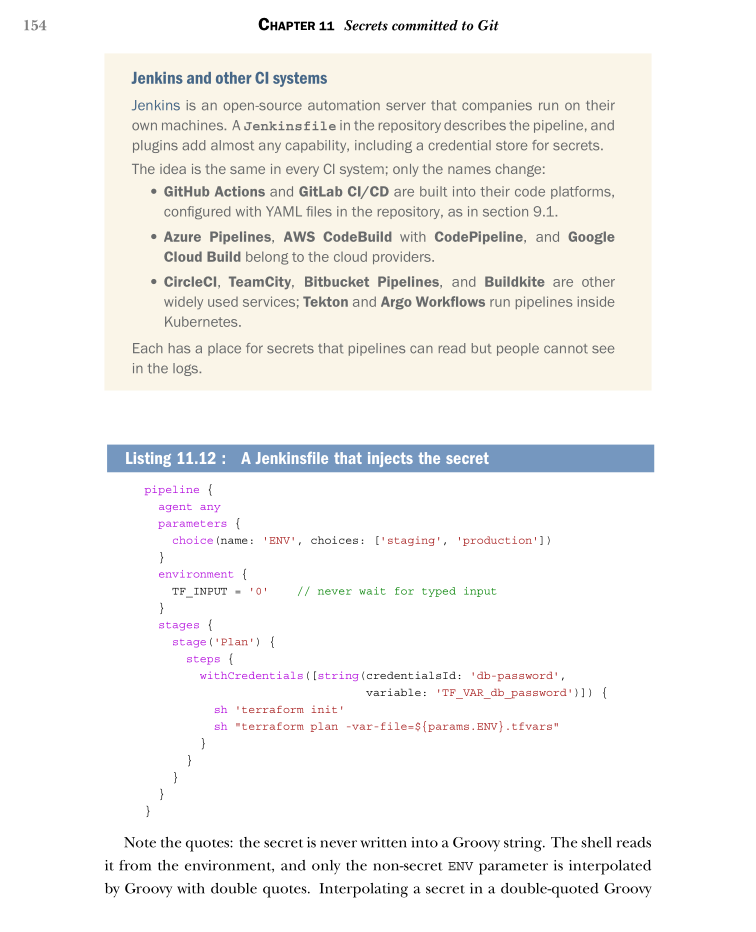 154
CHAPTER 11 Secrets committed to Git
Jenkins and other CI systems
Jenkins is an open-source automation server that companies run on their
own machines. A Jenkinsfile in the repository describes the pipeline, and
plugins add almost any capability, including a credential store for secrets.
The idea is the same in every CI system; only the names change:
• GitHub Actions and GitLab CI/CD are built into their code platforms,
configured with YAML files in the repository, as in section 9.1.
• Azure Pipelines, AWS CodeBuild with CodePipeline, and Google
Cloud Build belong to the cloud providers.
• CircleCI, TeamCity, Bitbucket Pipelines, and Buildkite are other
widely used services; Tekton and Argo Workflows run pipelines inside
Kubernetes.
Each has a place for secrets that pipelines can read but people cannot see
in the logs.
Listing 11.12 : A Jenkinsfile that injects the secret
pipeline {
  agent any
  parameters {
    choice(name: 'ENV', choices: ['staging', 'production'])
  }
  environment {
    TF_INPUT = '0'    // never wait for typed input
  }
  stages {
    stage('Plan') {
      steps {
        withCredentials([string(credentialsId: 'db-password',
                                variable: 'TF_VAR_db_password')]) {
          sh 'terraform init'
          sh "terraform plan -var-file=${params.ENV}.tfvars"
        }
      }
    }
  }
}
Note the quotes: the secret is never written into a Groovy string. The shell reads
it from the environment, and only the non-secret ENV parameter is interpolated
by Groovy with double quotes. Interpolating a secret in a double-quoted Groovy